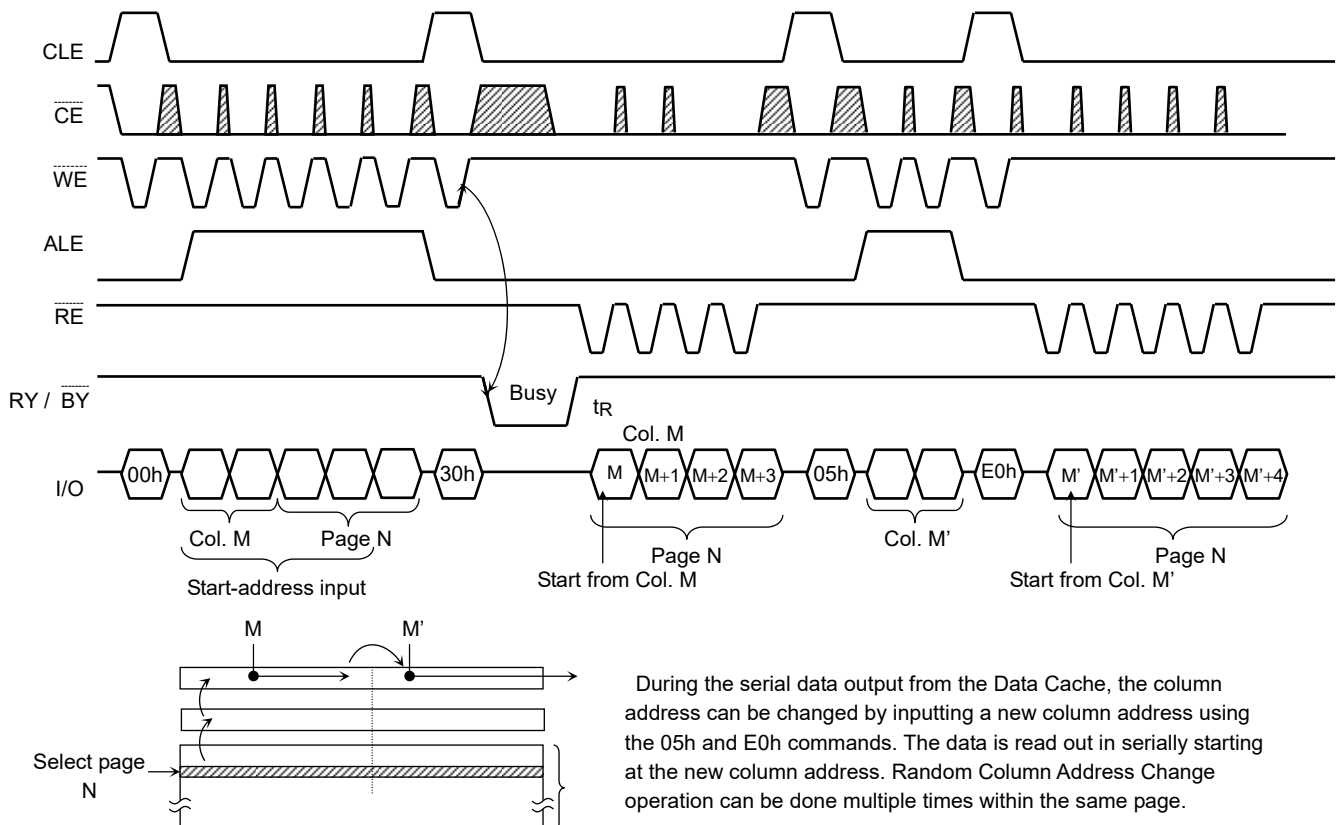 CLE
CE
WE
ALE
RE
RY / BY
Busy
tR
Col. M
I/O
00h
30h
M
M+1
M+2
M+3
05h
E0h
M'
M'+1
M'+2
M'+3
M'+4
Col. M
Page N
Start-address input
Page N
Start from Col. M
Col. M’
Page N
Start from Col. M’
M
M’
Select page
N
During the serial data output from the Data Cache, the column
address can be changed by inputting a new column address using
the 05h and E0h commands. The data is read out in serially starting
at the new column address. Random Column Address Change
operation can be done multiple times within the same page.